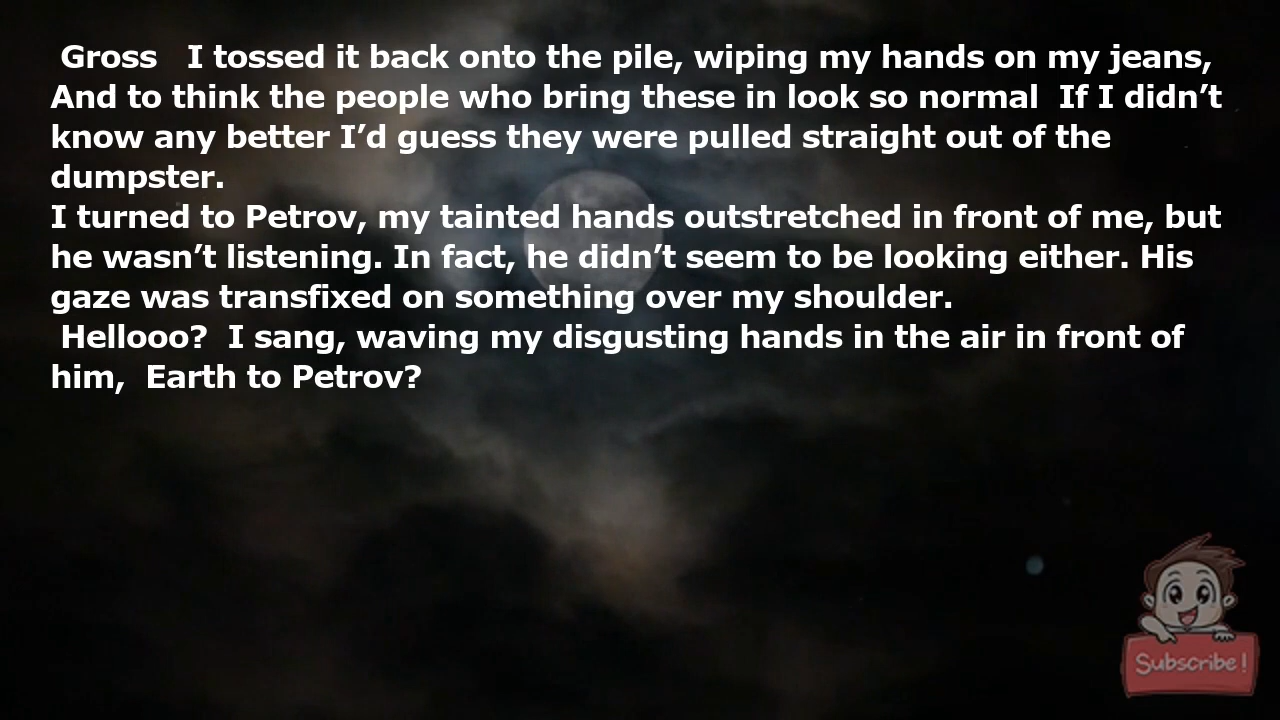 Gross   I tossed it back onto the pile, wiping my hands on my jeans,
And to think the people who bring these in look so normal  If I didn’t
know any better I’d guess they were pulled straight out of the
dumpster.
I turned to Petrov, my tainted hands outstretched in front of me, but
he wasn’t listening. In fact, he didn’t seem to be looking either. His
gaze was transfixed on something over my shoulder.
Hellooo?  I sang, waving my disgusting hands in the air in front of
him,  Earth to Petrov?
Subscribe!